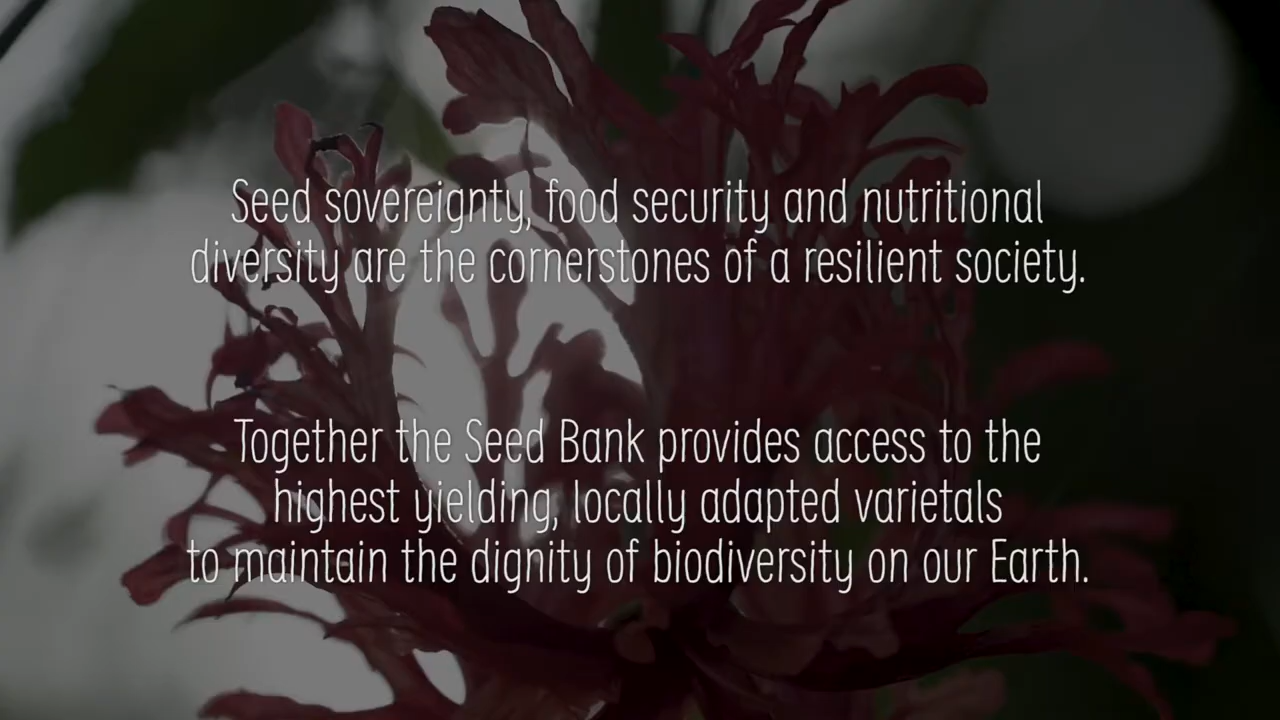 Seed sovereignty, food security and nutritional
diversity are the cornerstones of a resilient society.
Together the Seed Bank provides access to the
highest yielding, locally adapted varietals
to maintain the dignity of biodiversity on our Earth.